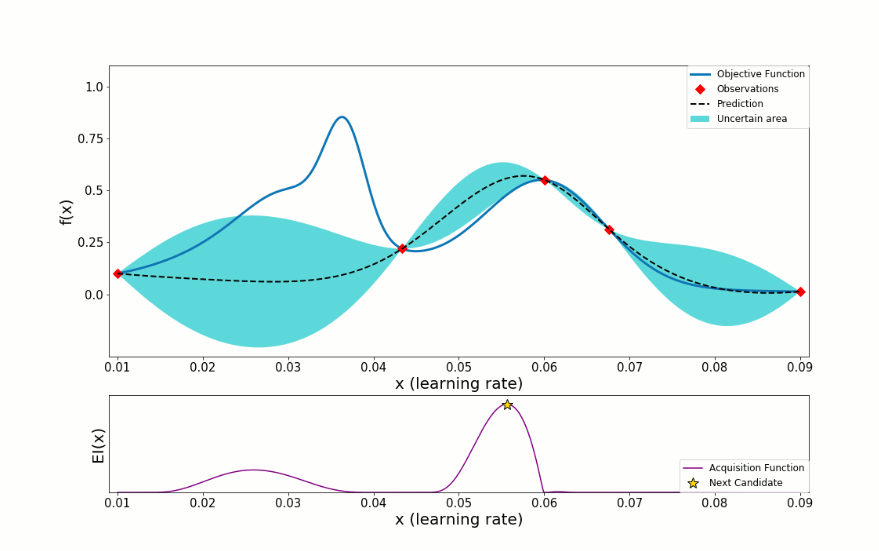 1.0
0.75
0.5
0.25
0.0
f(x)
Objective Function
Observations
Prediction
Uncertain area
0.01 0.02 0.03 0.04 0.05 0.06 0.07 0.08 0.09
x (learning rate)
EI(x)
Acquisition Function
Next Candidate
0.01 0.02 0.03 0.04 0.05 0.06 0.07 0.08 0.09
x (learning rate)